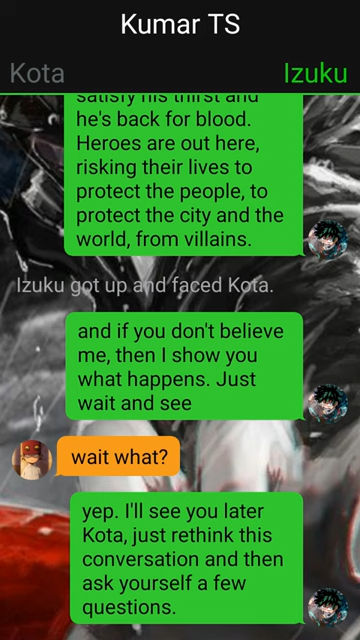 Kumar TS
Kota
Izuku
satisfy his thirst and
he's back for blood.
Heroes are out here,
risking their lives to
protect the people, to
protect the city and the
world, from villains.
Izuku got up and faced Kota.
and if you don't believe
me, then I show you
what happens. Just
wait and see
wait what?
yep. I'll see you later
Kota, just rethink this
conversation and then
ask yourself a few
questions.